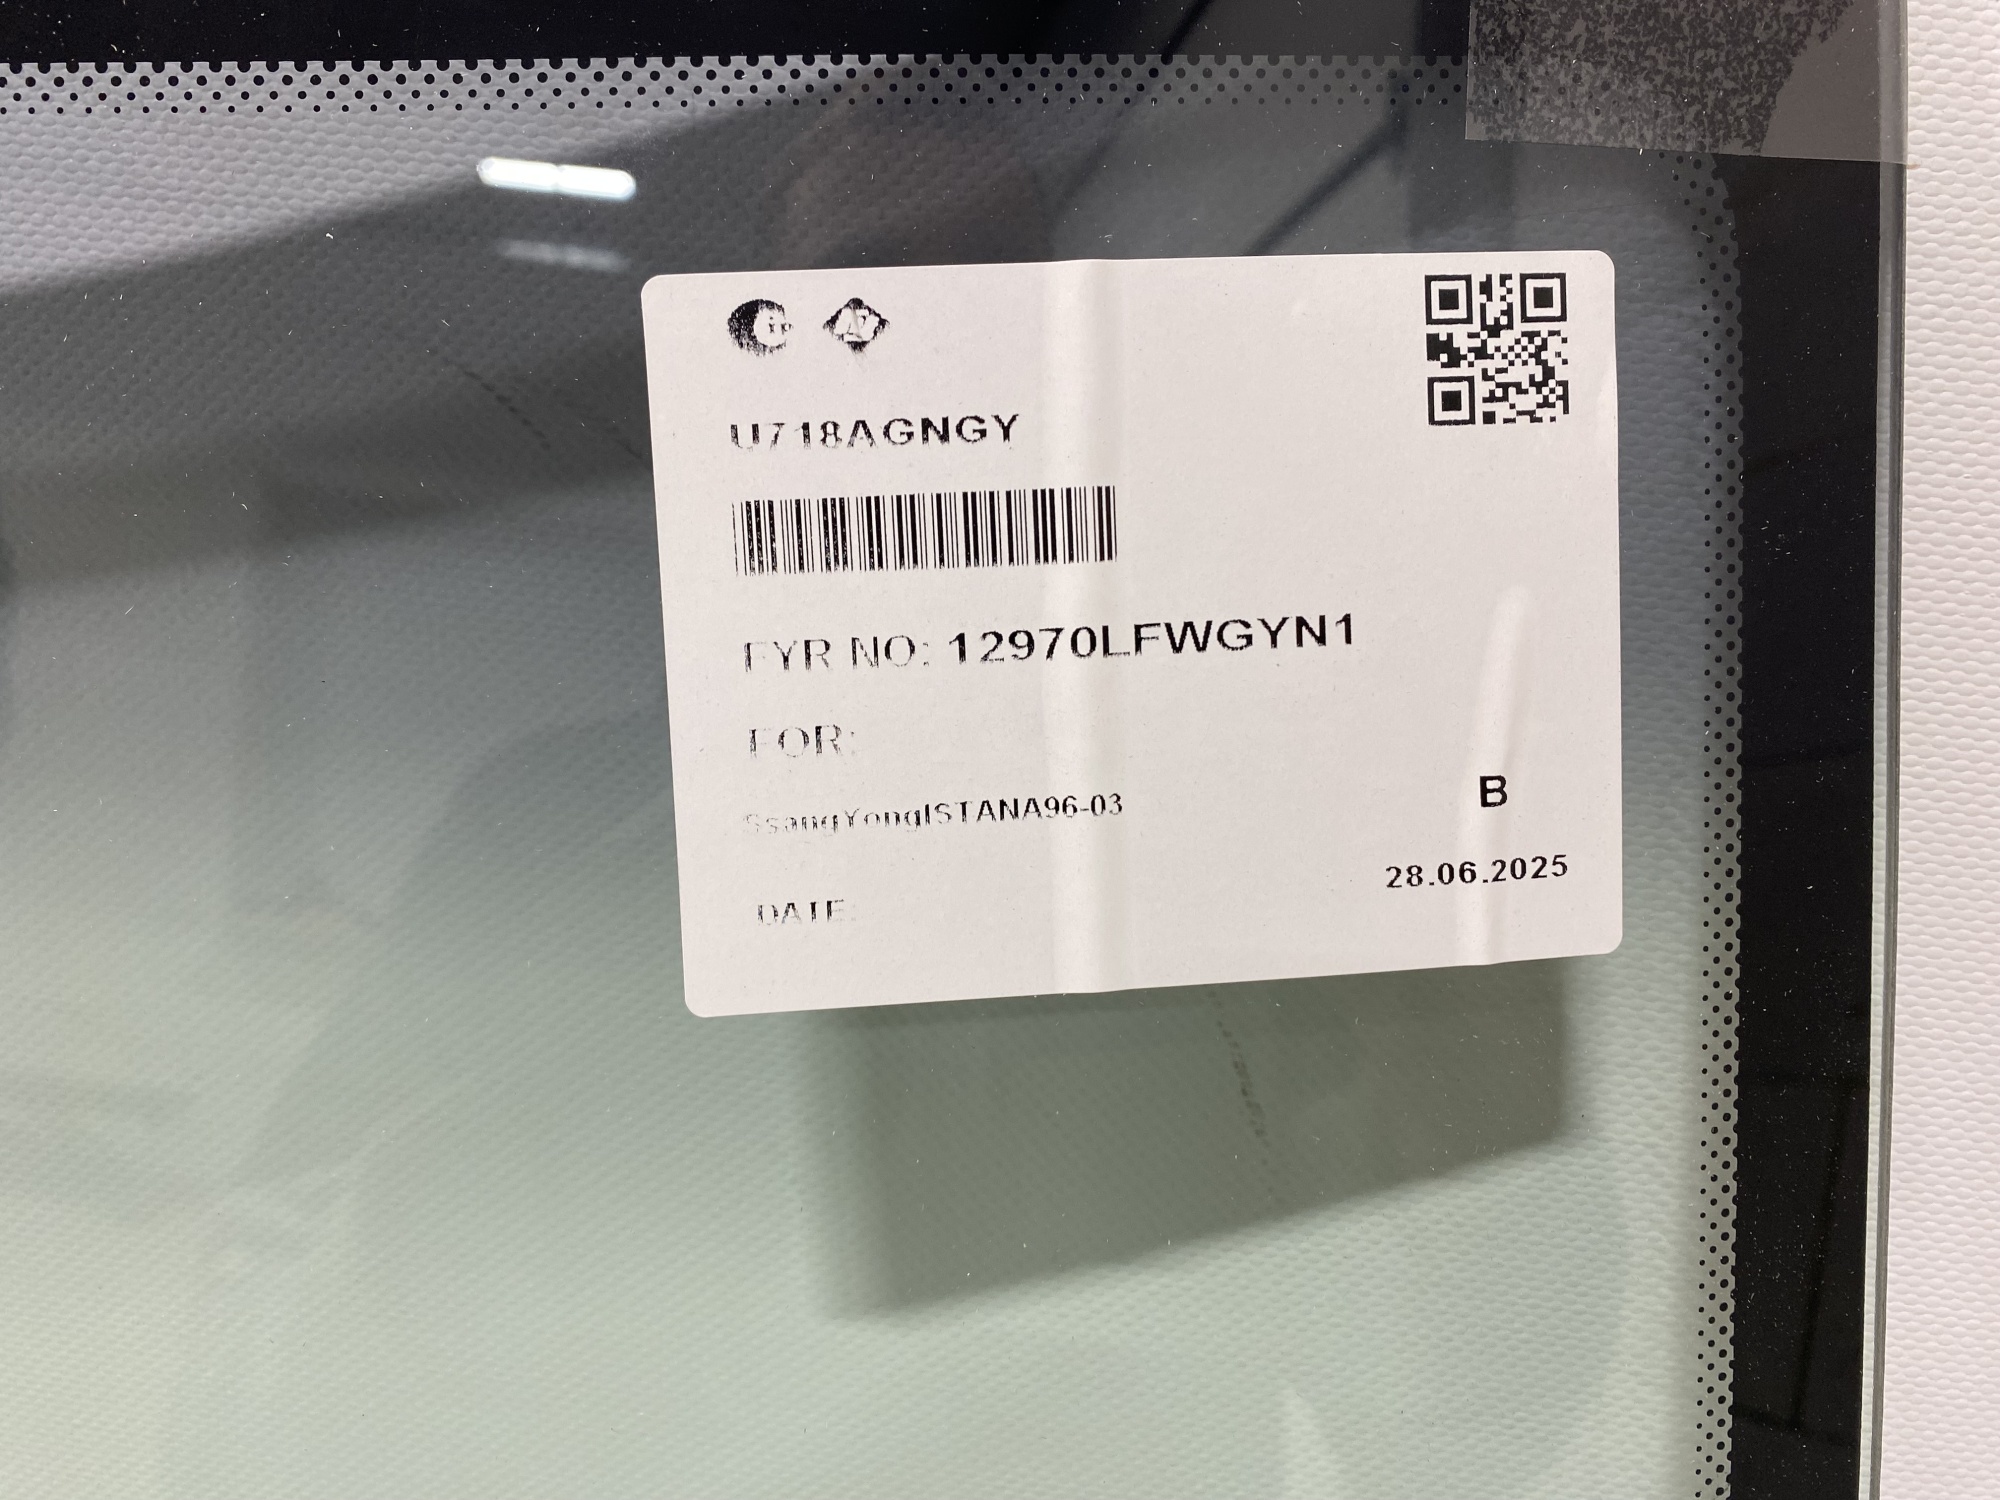 U718AGNGY
FYR NO: 12970LFWGYN1
FOR:
SsangYongISTANA96-03
B
28.06.2025
DATE: